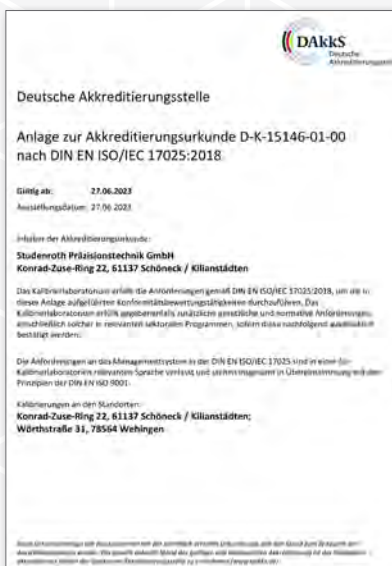 DAkkS
Deutsche
Akkreditierungsstelle
Deutsche Akkreditierungsstelle
Anlage zur Akkreditierungsurkunde D-K-15146-01-00
nach DIN EN ISO/IEC 17025:2018
Gültig ab: 27.06.2023
Ausstellungsdatum: 27.06.2023
Inhaber der Akkreditierungsurkunde:
Studenroth Präzisionstechnik GmbH
Konrad-Zuse-Ring 22, 61137 Schöneck / Kilianstädten
Das Kalibrierlaboratorium erfüllt die Anforderungen gemäß DIN EN ISO/IEC 17025:2018, um die in
dieser Anlage aufgeführten Konformitätsbewertungstätigkeiten durchzuführen. Das
Kalibrierlaboratorium erfüllt gegebenenfalls zusätzliche gesetzliche und normative Anforderungen,
einschließlich solcher in relevanten sektoralen Programmen, sofern diese nachfolgend ausdrücklich
bestätigt werden.
Die Anforderungen an das Managementsystem in der DIN EN ISO/IEC 17025 sind in einer für
Kalibrierlaboratorien relevanten Sprache verfasst und stehen insgesamt in Übereinstimmung mit den
Prinzipien der DIN EN ISO 9001.
Kalibrierungen an den Standorten:
Konrad-Zuse-Ring 22, 61137 Schöneck / Kilianstädten;
Wörthstraße 31, 78564 Wehingen